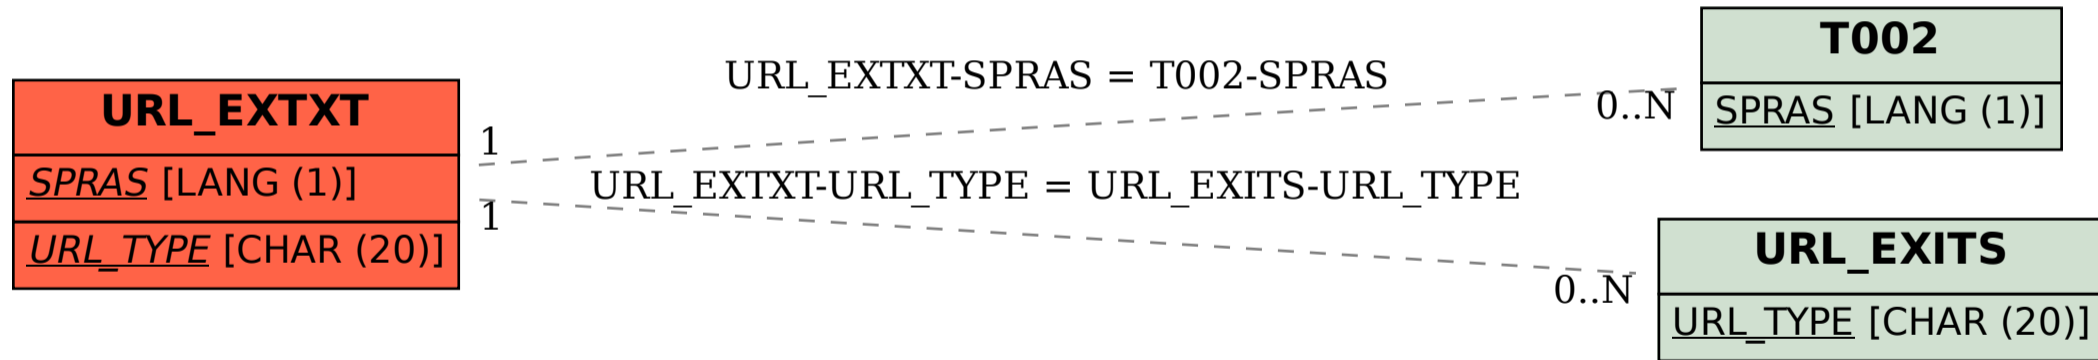 URL_EXTXT
SPRAS [LANG (1)]
URL_TYPE [CHAR (20)]
URL_EXTXT-SPRAS = T002-SPRAS
1
0..N
URL_EXTXT-URL_TYPE = URL_EXITS-URL_TYPE
1
0..N
T002
SPRAS [LANG (1)]
URL_EXITS
URL_TYPE [CHAR (20)]